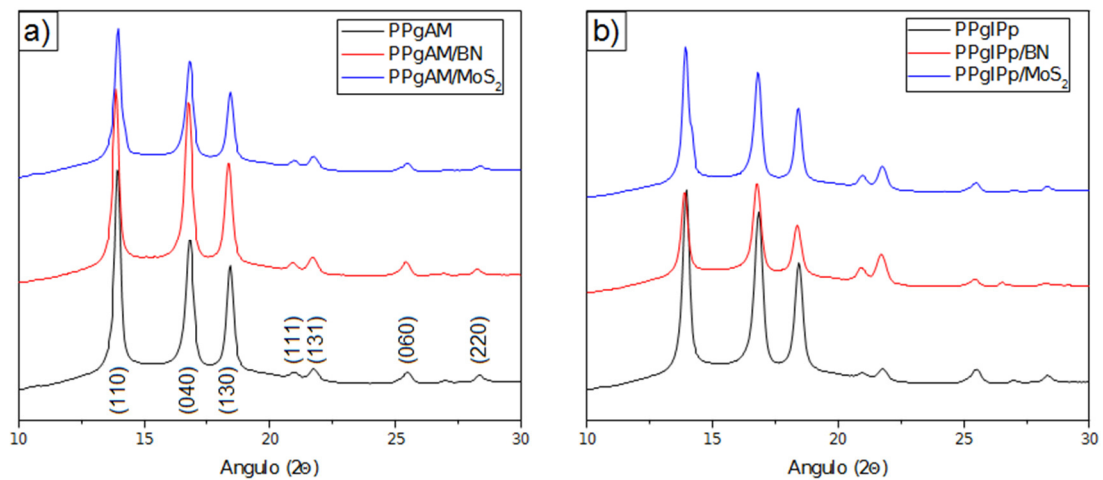 a)
PPgAM
PPgAM/BN
PPgAM/MoS₂
(110)
(040)
(130)
(111)
(131)
(060)
(220)
10 15 20 25 30
Angulo (2Θ)
b)
PPgIPp
PPgIPp/BN
PPgIPp/MoS₂
10 15 20 25 30
Angulo (2Θ)